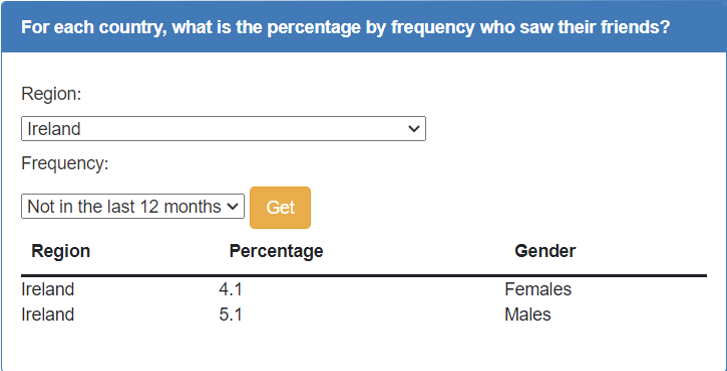 For each country, what is the percentage by frequency who saw their friends?
Region:
Ireland
Frequency:
Not in the last 12 months Get
Region Percentage Gender
Ireland 4.1 Females
Ireland 5.1 Males